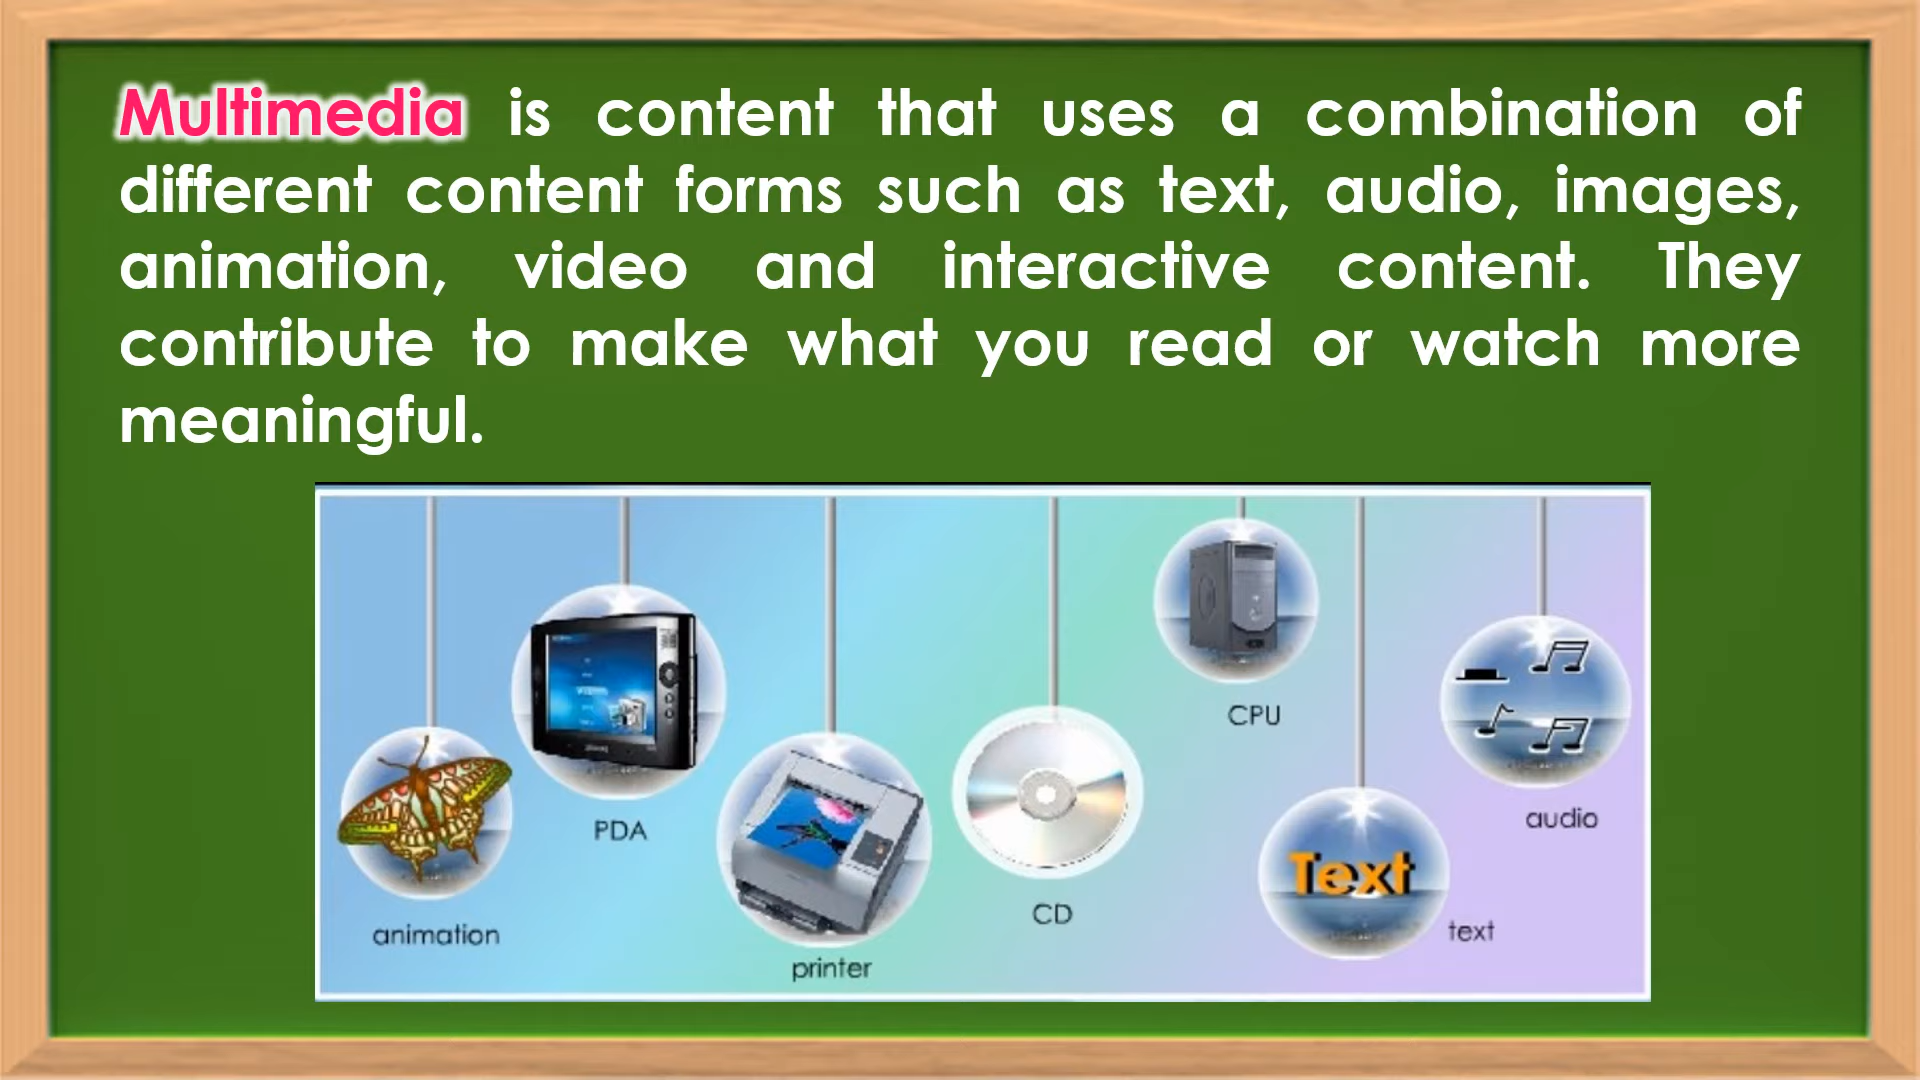 Multimedia is content that uses a combination of
different content forms such as text, audio, images,
animation, video and interactive content. They
contribute to make what you read or watch more
meaningful.
CPU
audio
PDA
Text
animation
CD
text
printer